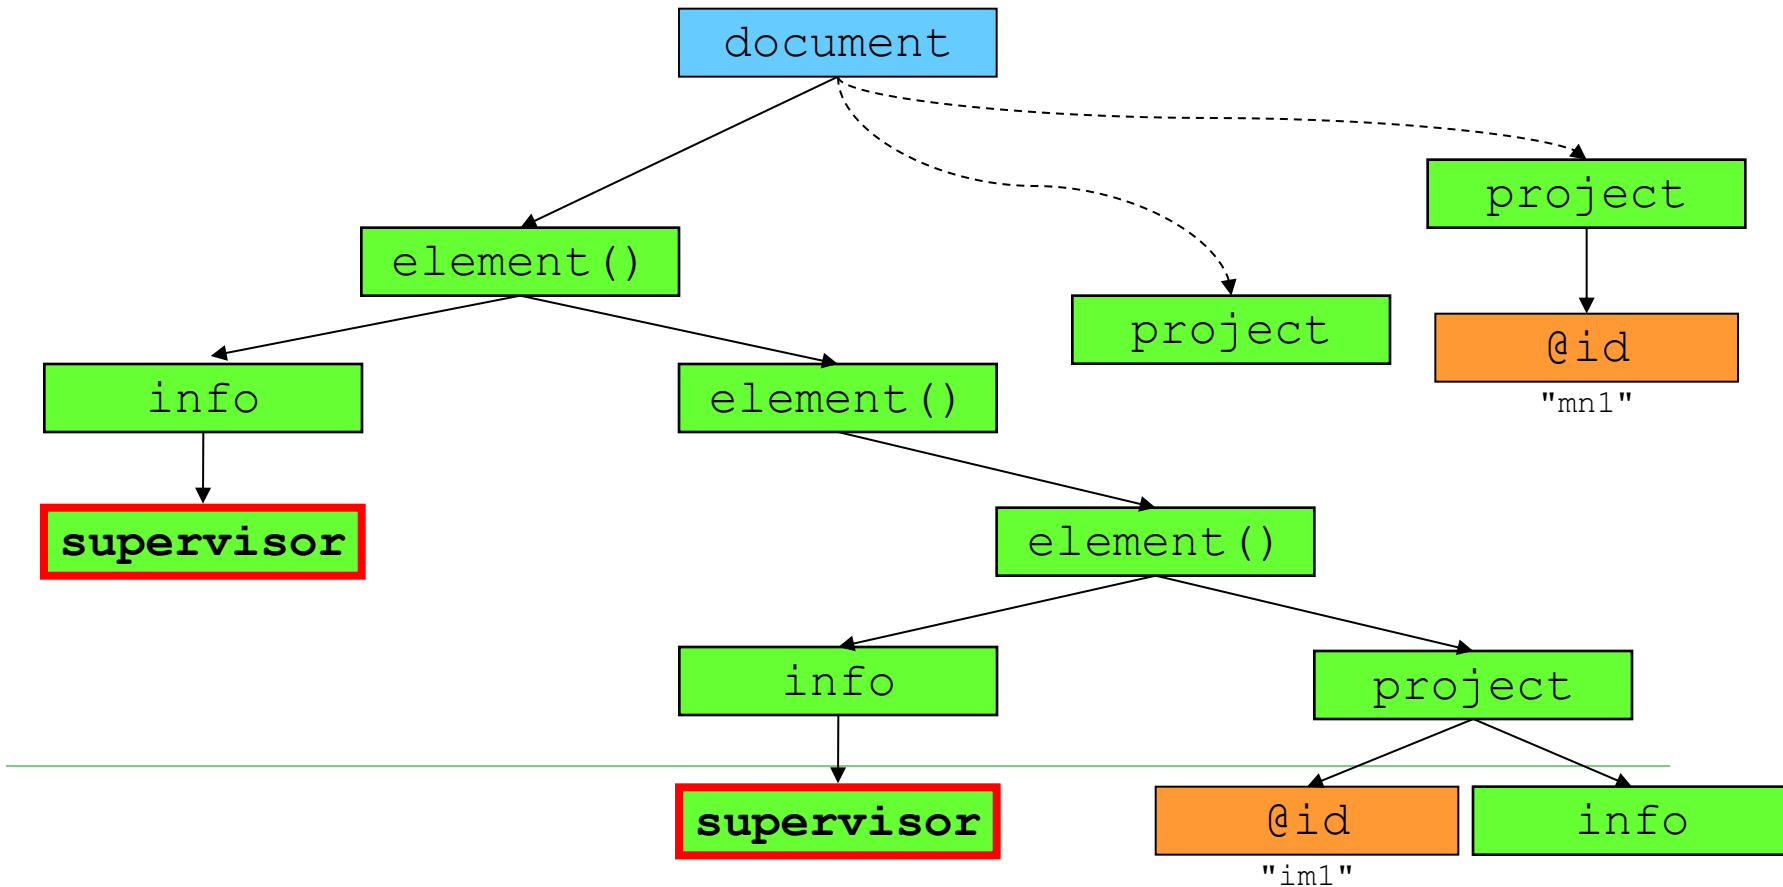 document
project
element()
project
@id
"mn1"
info
element()
supervisor
element()
info
project
supervisor
@id
info
"im1"